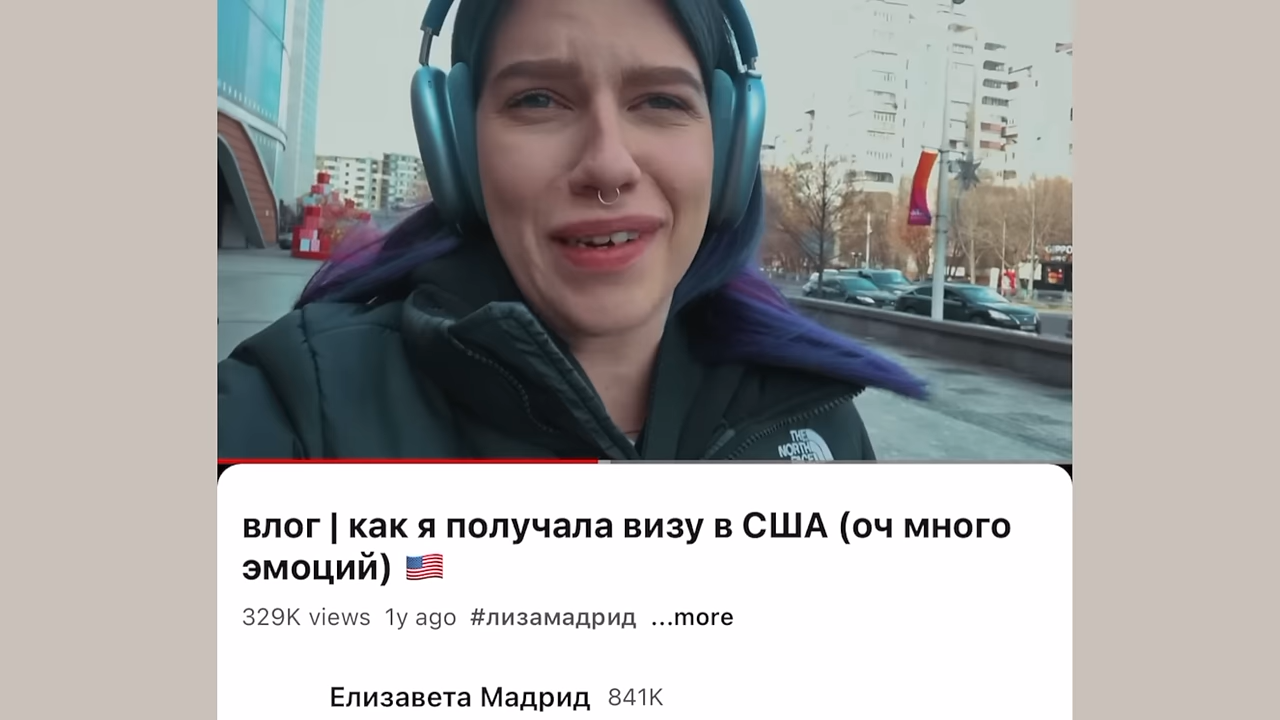 THE
NORTH
FACE
влог | как я получала визу в США (оч много
эмоций) 🇺🇸
329K views 1y ago #лизамадрид ...more
Елизавета Мадрид 841K